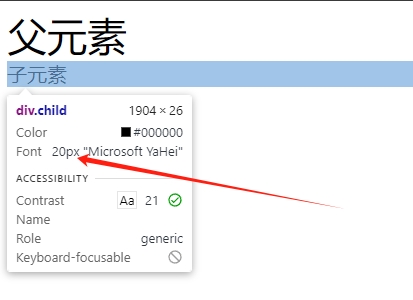 父元素
子元素
div.child 1904 × 26
Color #000000
Font 20px "Microsoft YaHei"
ACCESSIBILITY
Contrast Aa 21
Name
Role generic
Keyboard-focusable